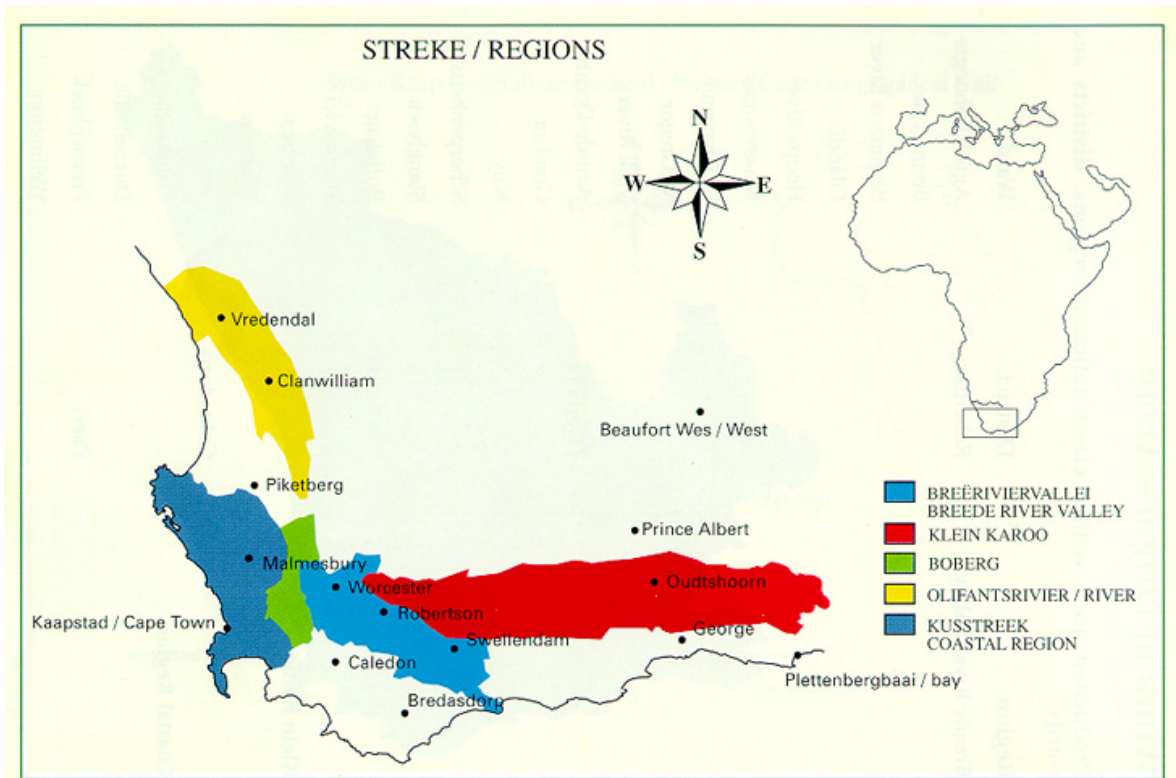 STREKE / REGIONS
N
W
E
S
Vredendal
Clanwilliam
Beaufort Wes / West
Piketberg
Prince Albert
Malmesbury
Worcester
Oudtshoorn
Robertson
Kaapstad / Cape Town
George
Swellendam
Caledon
Plettenbergbaai / bay
Bredasdorp
BREËRIVIERVALLEI
BREEDE RIVER VALLEY
KLEIN KAROO
BOBERG
OLIFANTSRIVIER / RIVER
KUSSTREEK
COASTAL REGION